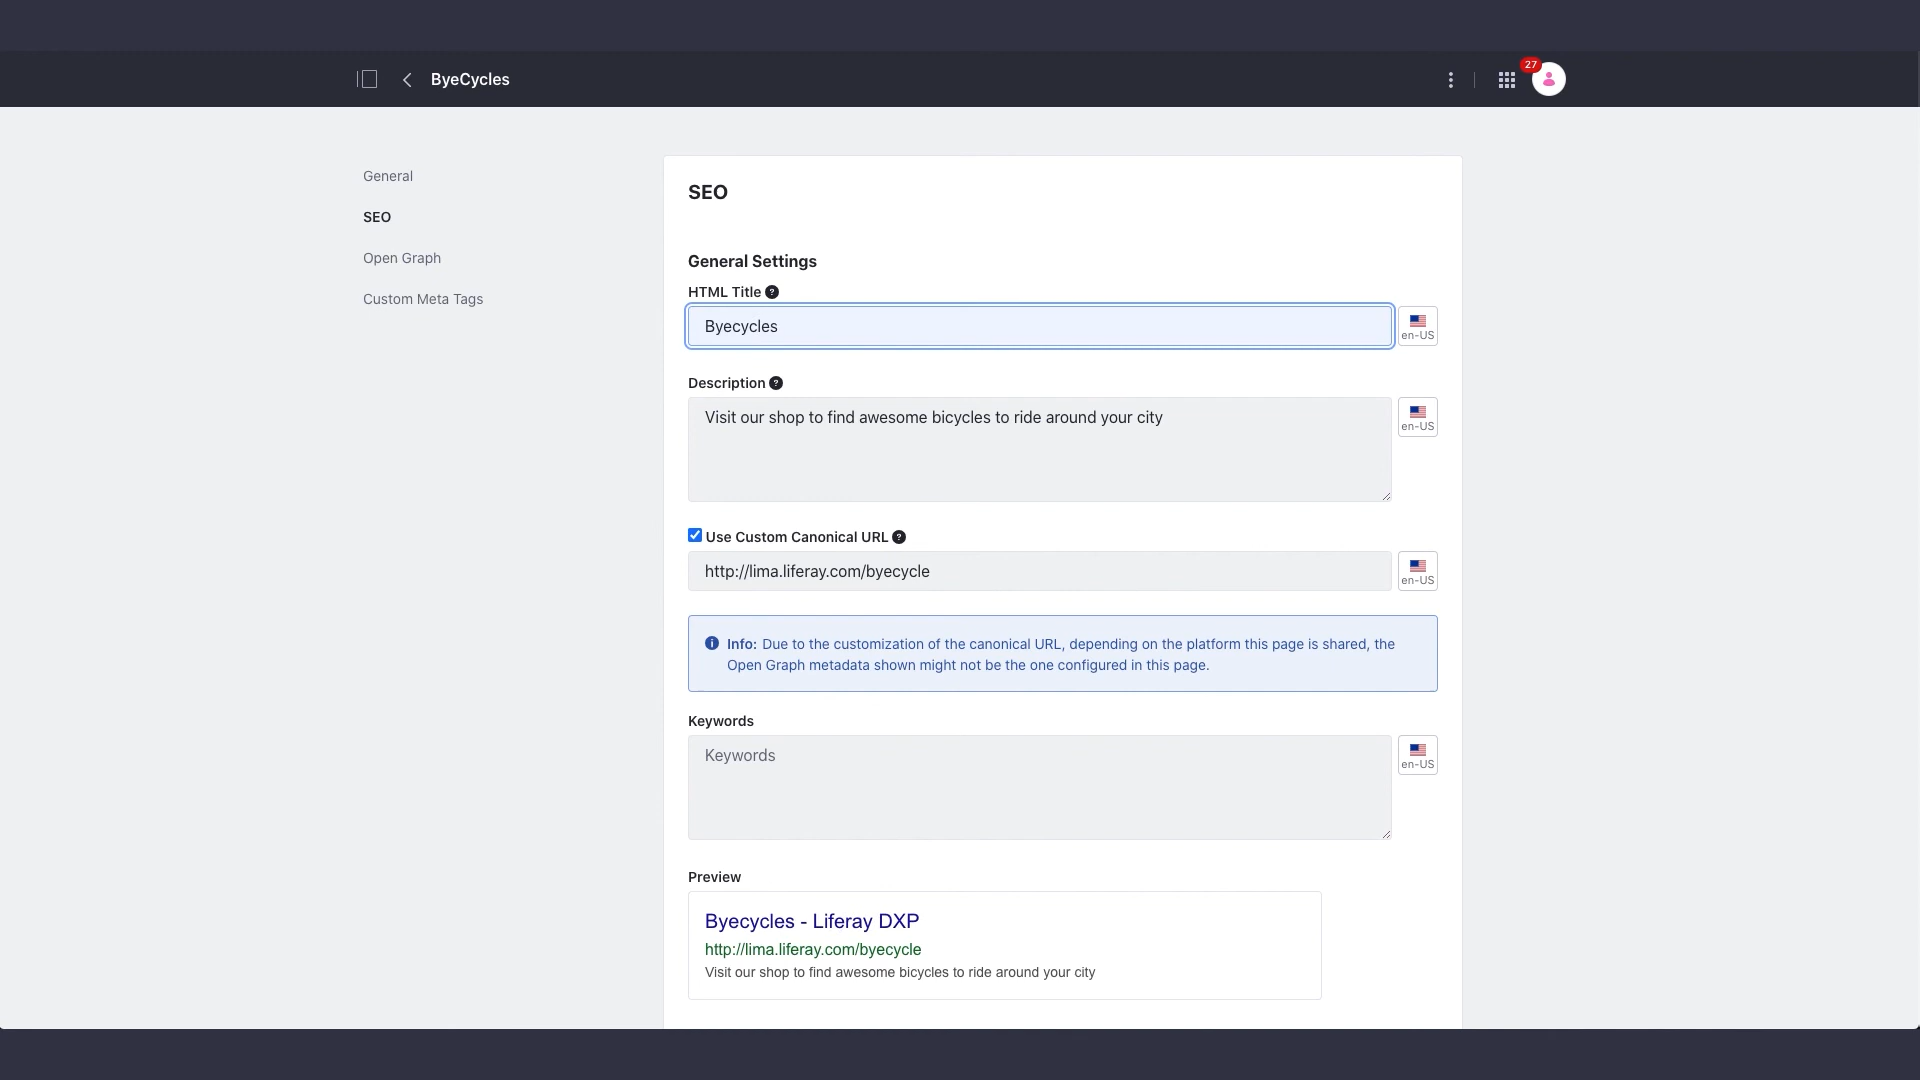 ByeCycles
27
General
SEO
Open Graph
Custom Meta Tags
SEO
General Settings
HTML Title ?
Byecycles
en-US
Description ?
Visit our shop to find awesome bicycles to ride around your city
en-US
Use Custom Canonical URL ?
http://lima.liferay.com/byecycle
en-US
Info: Due to the customization of the canonical URL, depending on the platform this page is shared, the
Open Graph metadata shown might not be the one configured in this page.
Keywords
Keywords
en-US
Preview
Byecycles - Liferay DXP
http://lima.liferay.com/byecycle
Visit our shop to find awesome bicycles to ride around your city